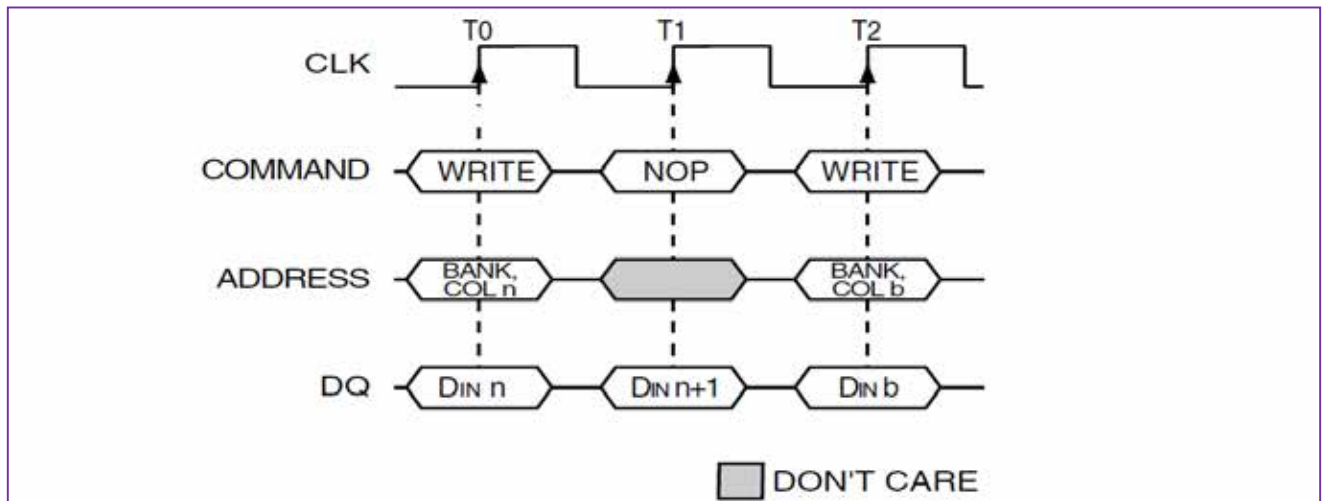 T0 T1 T2
CLK
COMMAND WRITE NOP WRITE
ADDRESS BANK, COL n BANK, COL b
DQ DIN n DIN n+1 DIN b
DON'T CARE